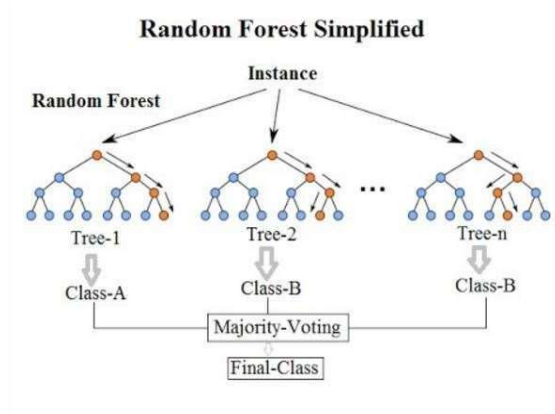 Random Forest Simplified
Instance
Random Forest
...
Tree-1
Tree-2
Tree-n
Class-A
Class-B
Class-B
Majority-Voting
Final-Class